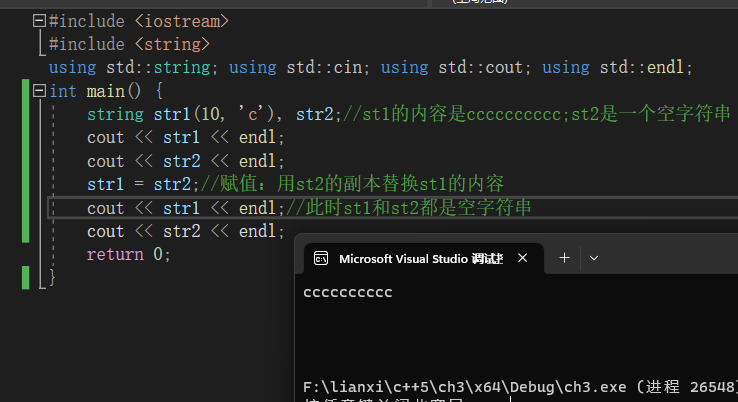 #include <iostream>
#include <string>
using std::string; using std::cin; using std::cout; using std::endl;
int main() {
string str1(10, 'c'), str2;//st1的内容是cccccccccc;st2是一个空字符串
cout << str1 << endl;
cout << str2 << endl;
str1 = str2;//赋值：用st2的副本替换st1的内容
cout << str1 << endl;//此时st1和st2都是空字符串
cout << str2 << endl;
return 0;
}
Microsoft Visual Studio 调试
cccccccccc
F:\lianxi\c++5\ch3\x64\Debug\ch3.exe (进程 26548)